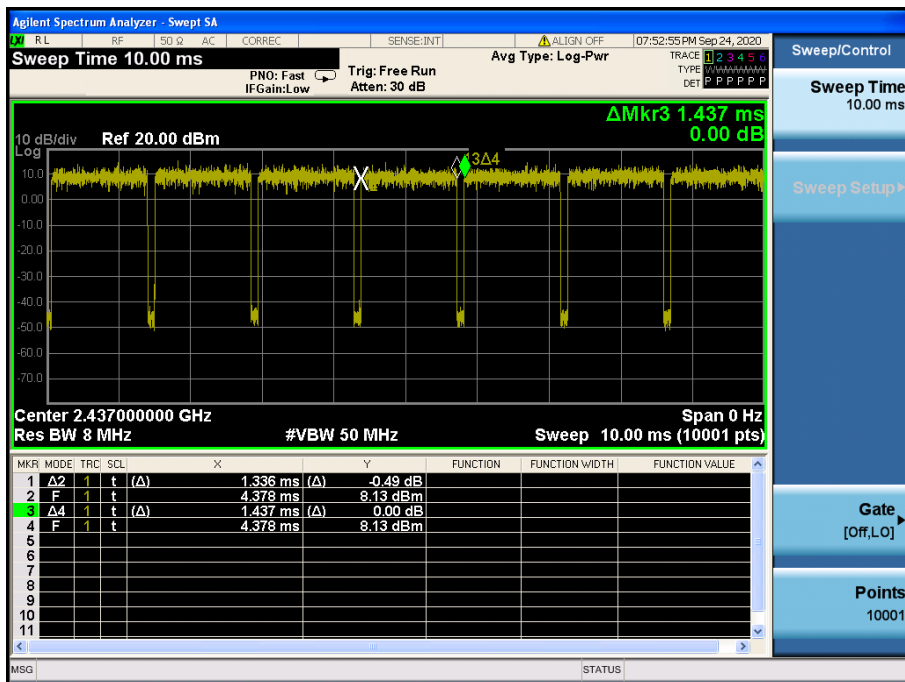 Agilent Spectrum Analyzer - Swept SA
LXI RL RF 50 Ω AC CORREC SENSE:INT ALIGN OFF 07:52:55 PM Sep 24, 2020
Sweep Time 10.00 ms
PNO: Fast
IFGain:Low
Trig: Free Run
Atten: 30 dB
Avg Type: Log-Pwr
TRACE 1 2 3 4 5 6
TYPE
DET P P P P P P
ΔMkr3 1.437 ms
0.00 dB
10 dB/div Ref 20.00 dBm
Log
10.0
0.00
-10.0
-20.0
-30.0
-40.0
-50.0
-60.0
-70.0
3Δ4
Center 2.437000000 GHz Span 0 Hz
Res BW 8 MHz #VBW 50 MHz Sweep 10.00 ms (10001 pts)
MKR MODE TRC SCL X Y FUNCTION FUNCTION WIDTH FUNCTION VALUE
1 Δ2 1 t (Δ) 1.336 ms (Δ) -0.49 dB
2 F 1 t 4.378 ms 8.13 dBm
3 Δ4 1 t (Δ) 1.437 ms (Δ) 0.00 dB
4 F 1 t 4.378 ms 8.13 dBm
5
6
7
8
9
10
11
MSG STATUS
Sweep/Control
Sweep Time
10.00 ms
Sweep Setup
Gate
[Off,LO]
Points
10001